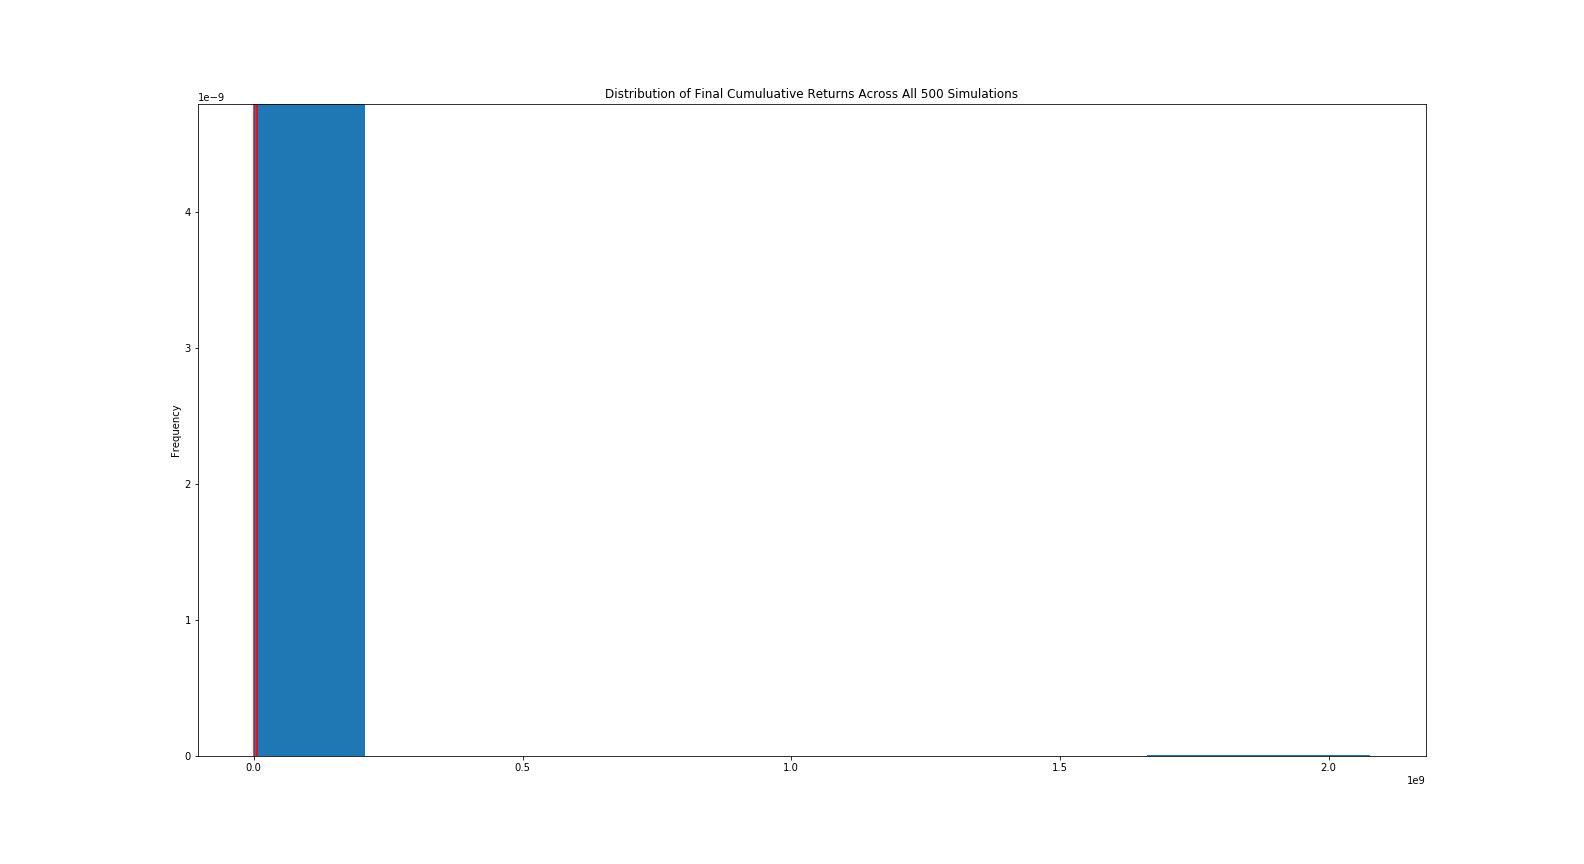 Distribution of Final Cumuluative Returns Across All 500 Simulations
1e−9
4
3
2
1
0
Frequency
0.0 0.5 1.0 1.5 2.0
1e9